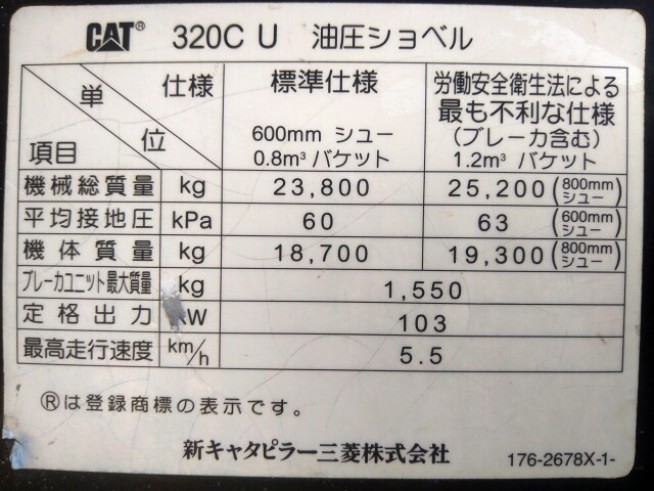 CAT® 320C U 油圧ショベル
単位 仕様 標準仕様 労働安全衛生法による
最も不利な仕様
(ブレーカ含む)
項目 600mm シュー
0.8m³ バケット 1.2m³ バケット
機械総質量 kg 23,800 25,200 (800mm シュー)
平均接地圧 kPa 60 63 (600mm シュー)
機体質量 kg 18,700 19,300 (800mm シュー)
ブレーカユニット最大質量 kg 1,550
定格出力 kW 103
最高走行速度 km/h 5.5
Ⓡは登録商標の表示です。
新キャタピラー三菱株式会社 176-2678X-1-